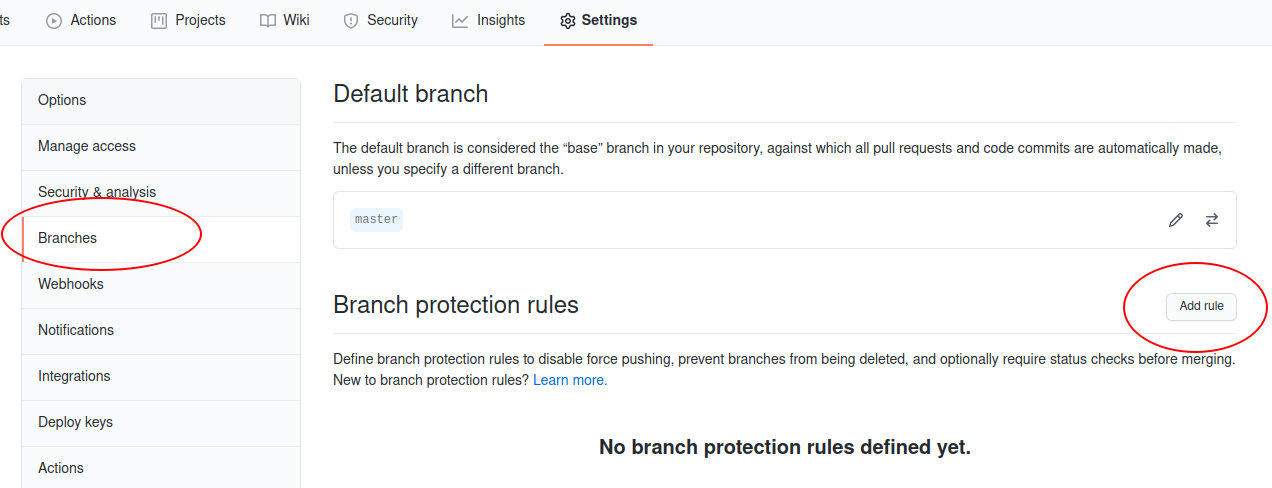 ts Actions Projects Wiki Security Insights Settings
Options
Manage access
Security & analysis
Branches
Webhooks
Notifications
Integrations
Deploy keys
Actions
Default branch
The default branch is considered the “base” branch in your repository, against which all pull requests and code commits are automatically made,
unless you specify a different branch.
master
Branch protection rules
Add rule
Define branch protection rules to disable force pushing, prevent branches from being deleted, and optionally require status checks before merging.
New to branch protection rules? Learn more.
No branch protection rules defined yet.